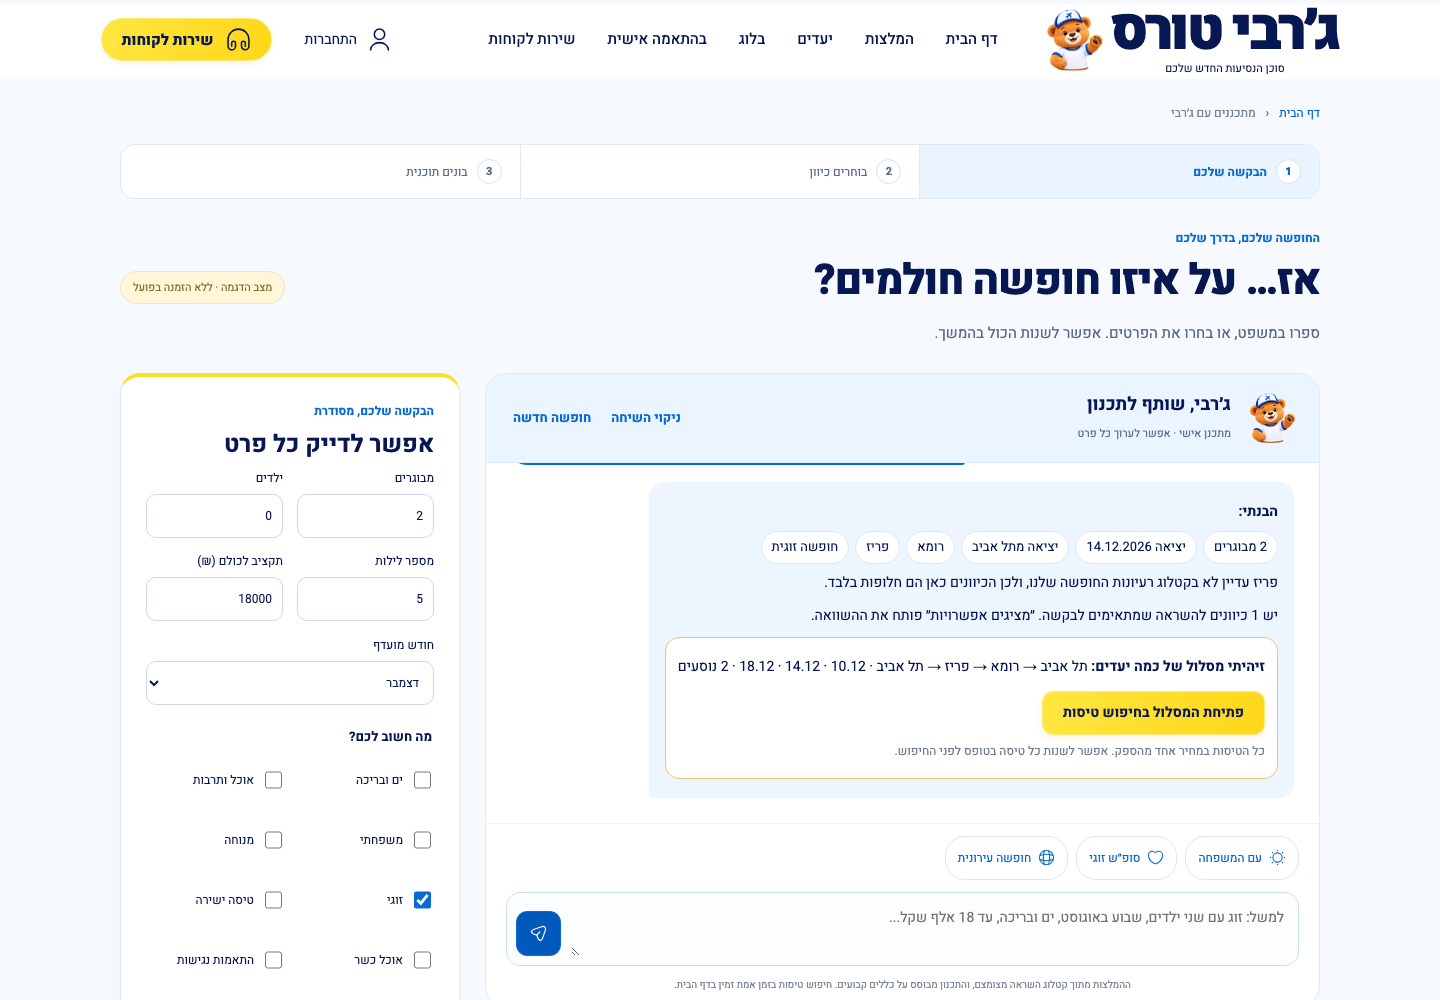 ג׳רבי טורס
סוכן הנסיעות החדש שלכם
דף הבית
המלצות
יעדים
בלוג
בהתאמה אישית
שירות לקוחות
התחברות
שירות לקוחות
דף הבית › מתכננים עם ג׳רבי
1 הבקשה שלכם
2 בוחרים כיוון
3 בונים תוכנית
החופשה שלכם, בדרך שלכם
אז... על איזו חופשה חולמים?
מצב הדגמה · ללא הזמנה בפועל
ספרו במשפט, או בחרו את הפרטים. אפשר לשנות הכול בהמשך.
ג׳רבי, שותף לתכנון
מתכנן אישי · אפשר לערוך כל פרט
ניקוי השיחה
חופשה חדשה
הבנתי:
2 מבוגרים
יציאה 14.12.2026
יציאה מתל אביב
רומא
פריז
חופשה זוגית
פריז עדיין לא בקטלוג רעיונות החופשה שלנו, ולכן הכיוונים כאן הם חלופות בלבד.
יש 1 כיוונים להשראה שמתאימים לבקשה. ״מציגים אפשרויות״ פותח את ההשוואה.
זיהיתי מסלול של כמה יעדים: תל אביב ← רומא ← פריז ← תל אביב · 10.12 · 14.12 · 18.12 · 2 נוסעים
פתיחת המסלול בחיפוש טיסות
כל הטיסות במחיר אחד מהספק. אפשר לשנות כל טיסה בטופס לפני החיפוש.
עם המשפחה
סופ״ש זוגי
חופשה עירונית
למשל: זוג עם שני ילדים, שבוע באוגוסט, ים ובריכה, עד 18 אלף שקל...
ההמלצות מתוך קטלוג השראה מצומצם, והתכנון מבוסס על כללים קבועים. חיפוש טיסות בזמן אמת זמין בדף הבית.
הבקשה שלכם, מסודרת
אפשר לדייק כל פרט
מבוגרים
ילדים
2
0
מספר לילות
תקציב לכולם (₪)
5
18000
חודש מועדף
דצמבר
מה חשוב לכם?
ים ובריכה
אוכל ותרבות
משפחתי
מנוחה
זוגי
טיסה ישירה
אוכל כשר
התאמות נגישות